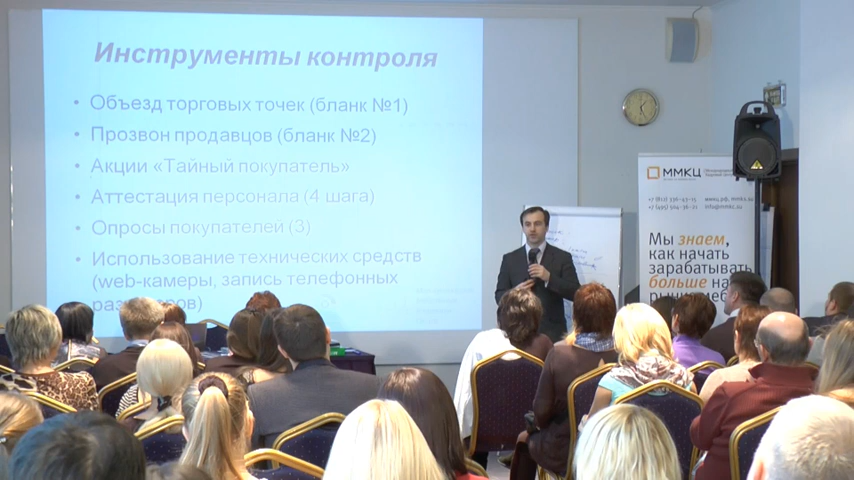 Инструменты контроля
• Объезд торговых точек (бланк №1)
• Прозвон продавцов (бланк №2)
• Акции «Тайный покупатель»
• Аттестация персонала (4 шага)
• Опросы покупателей (3)
• Использование технических средств
(web-камеры, запись телефонных
ММКЦ
Мы знаем,
как начать
зарабатывать
больше на